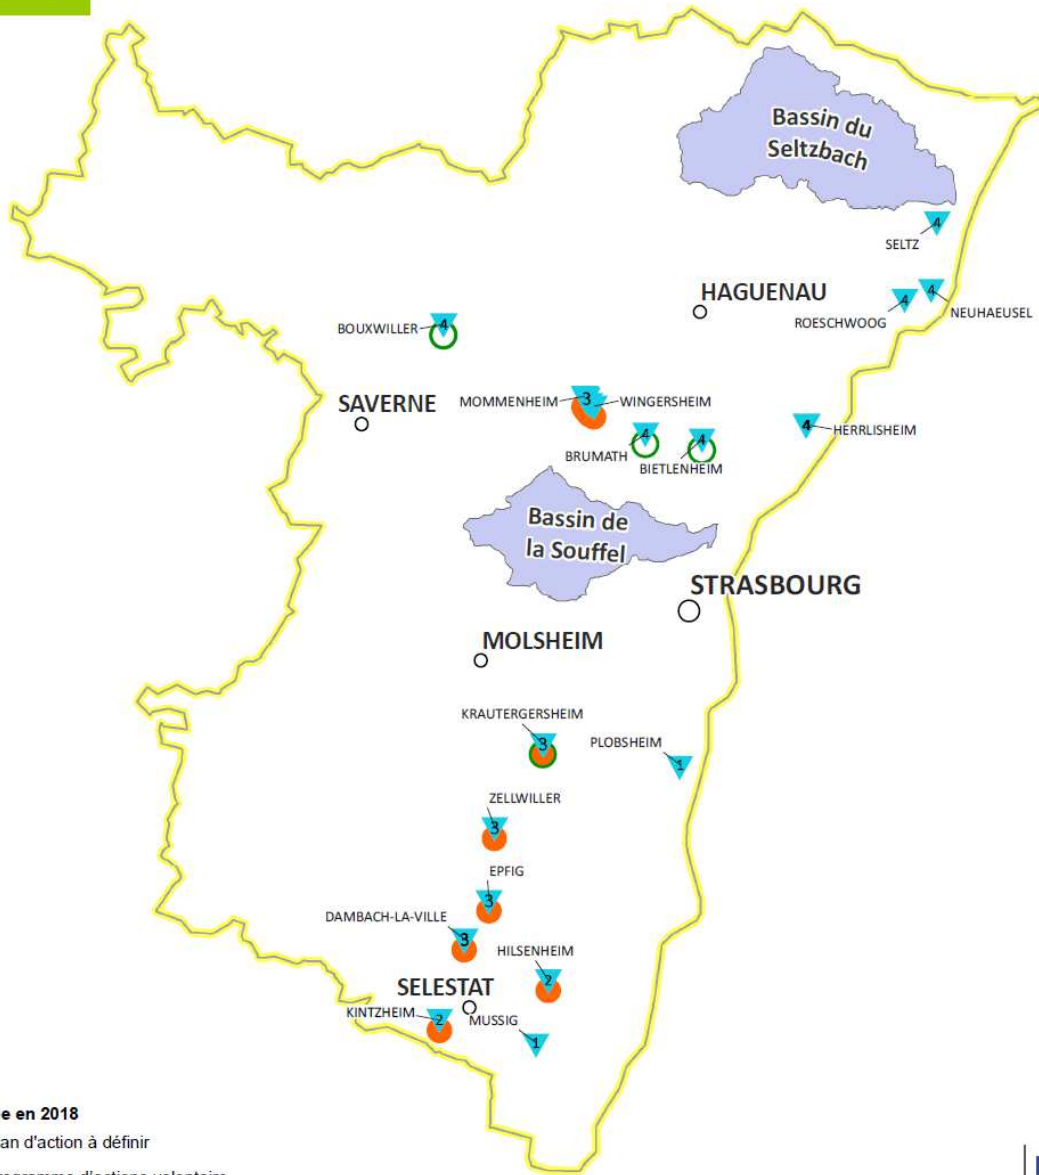 Bassin du
Seltzbach
4
SELTZ
HAGUENAU
4
4
ROESCHWOOG
NEUHAEUSEL
BOUXWILLER
4
SAVERNE
MOMMENHEIM
3
WINGERSHEIM
4
HERRLISHEIM
BRUMATH
4
4
BIETLENHEIM
Bassin de
la Souffel
STRASBOURG
MOLSHEIM
KRAUTERGERSHEIM
3
PLOBSHEIM
1
ZELLWILLER
3
EPFIG
3
DAMBACH-LA-VILLE
3
HILSENHEIM
2
SELESTAT
KINTZHEIM
2
MUSSIG
1
e en 2018
an d'action à définir